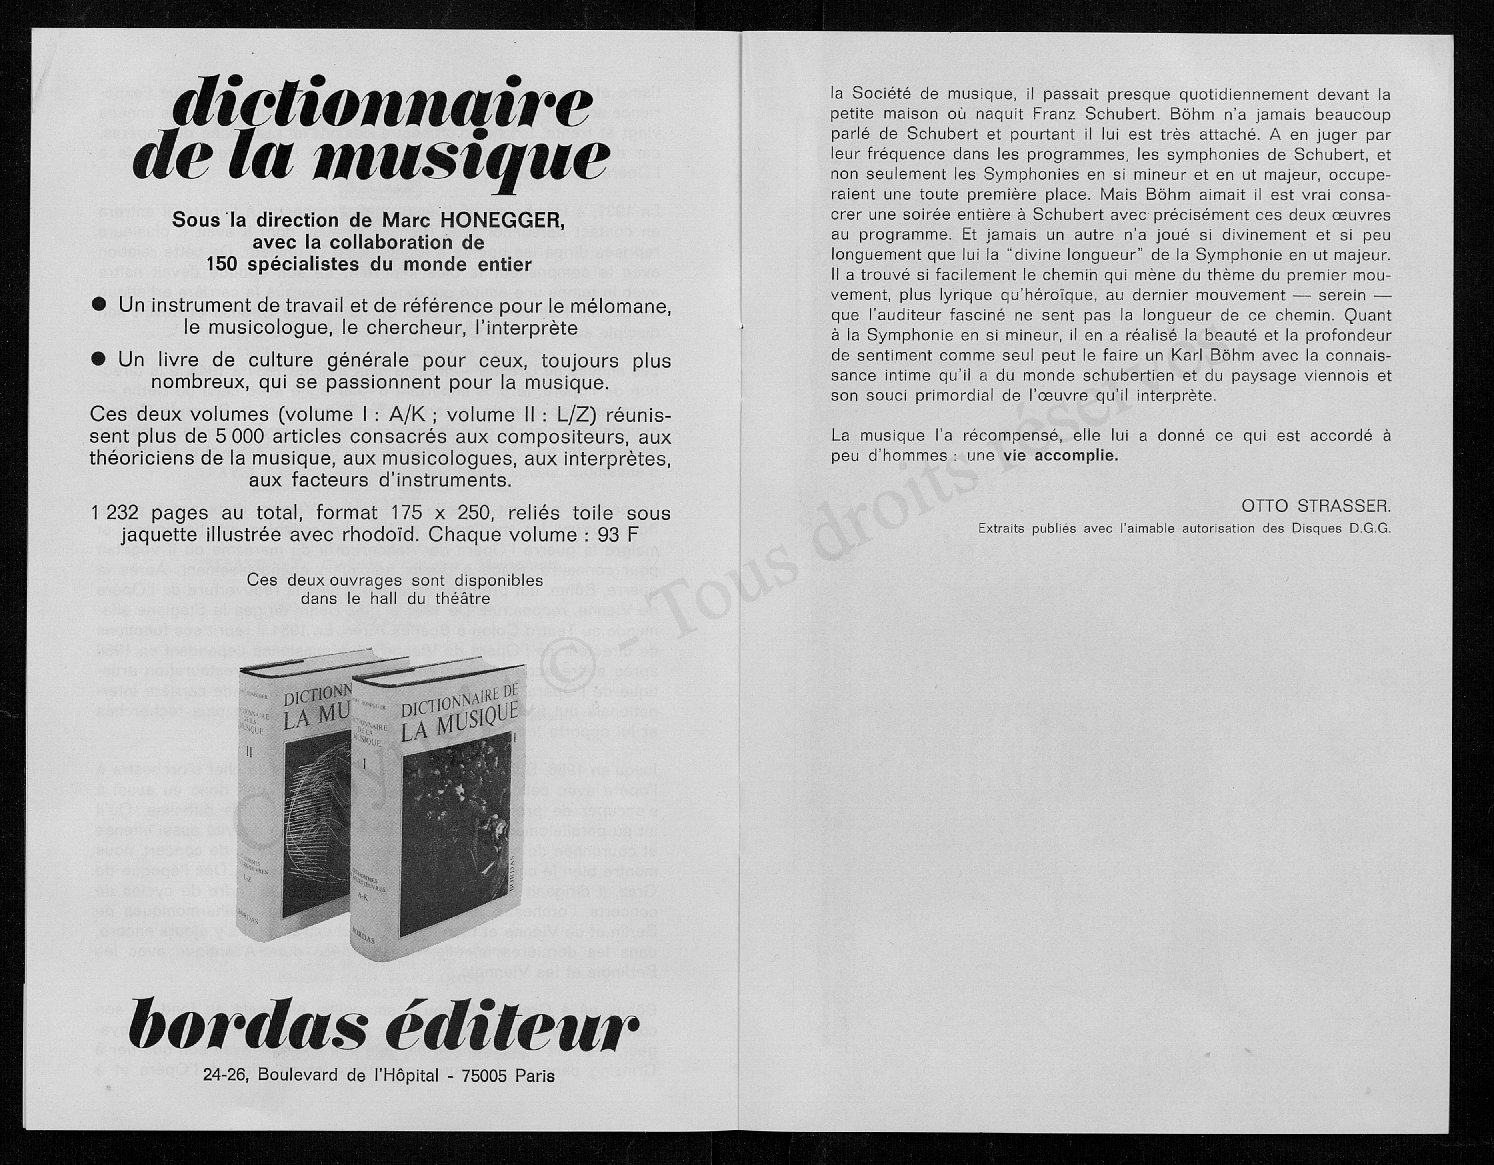 dictionnaire
de la musique
Sous la direction de Marc HONEGGER,
avec la collaboration de
150 spécialistes du monde entier
● Un instrument de travail et de référence pour le mélomane,
le musicologue, le chercheur, l'interprète
● Un livre de culture générale pour ceux, toujours plus
nombreux, qui se passionnent pour la musique.
Ces deux volumes (volume I : A/K ; volume II : L/Z) réunis-
sent plus de 5 000 articles consacrés aux compositeurs, aux
théoriciens de la musique, aux musicologues, aux interprètes,
aux facteurs d'instruments.
1 232 pages au total, format 175 x 250, reliés toile sous
jaquette illustrée avec rhodoïd. Chaque volume : 93 F
Ces deux ouvrages sont disponibles
dans le hall du théâtre
DICTIONN
LA MU
II
L-Z
BORDAS
DICTIONNAIRE DE
LA MUSIQUE
I
DICTIONNAIRE
DE LA
MUSIQUE
I
A-K
BORDAS
BORDAS
bordas éditeur
24-26, Boulevard de l'Hôpital - 75005 Paris
la Société de musique, il passait presque quotidiennement devant la
petite maison où naquit Franz Schubert. Böhm n'a jamais beaucoup
parlé de Schubert et pourtant il lui est très attaché. A en juger par
leur fréquence dans les programmes, les symphonies de Schubert, et
non seulement les Symphonies en si mineur et en ut majeur, occupe-
raient une toute première place. Mais Böhm aimait il est vrai consa-
crer une soirée entière à Schubert avec précisément ces deux œuvres
au programme. Et jamais un autre n'a joué si divinement et si peu
longuement que lui la "divine longueur" de la Symphonie en ut majeur.
Il a trouvé si facilement le chemin qui mène du thème du premier mou-
vement, plus lyrique qu'héroïque, au dernier mouvement — serein —
que l'auditeur fasciné ne sent pas la longueur de ce chemin. Quant
à la Symphonie en si mineur, il en a réalisé la beauté et la profondeur
de sentiment comme seul peut le faire un Karl Böhm avec la connais-
sance intime qu'il a du monde schubertien et du paysage viennois et
son souci primordial de l'œuvre qu'il interprète.
La musique l'a récompensé, elle lui a donné ce qui est accordé à
peu d'hommes : une vie accomplie.
OTTO STRASSER.
Extraits publiés avec l'aimable autorisation des Disques D.G.G.
© - Tous droits réservés.